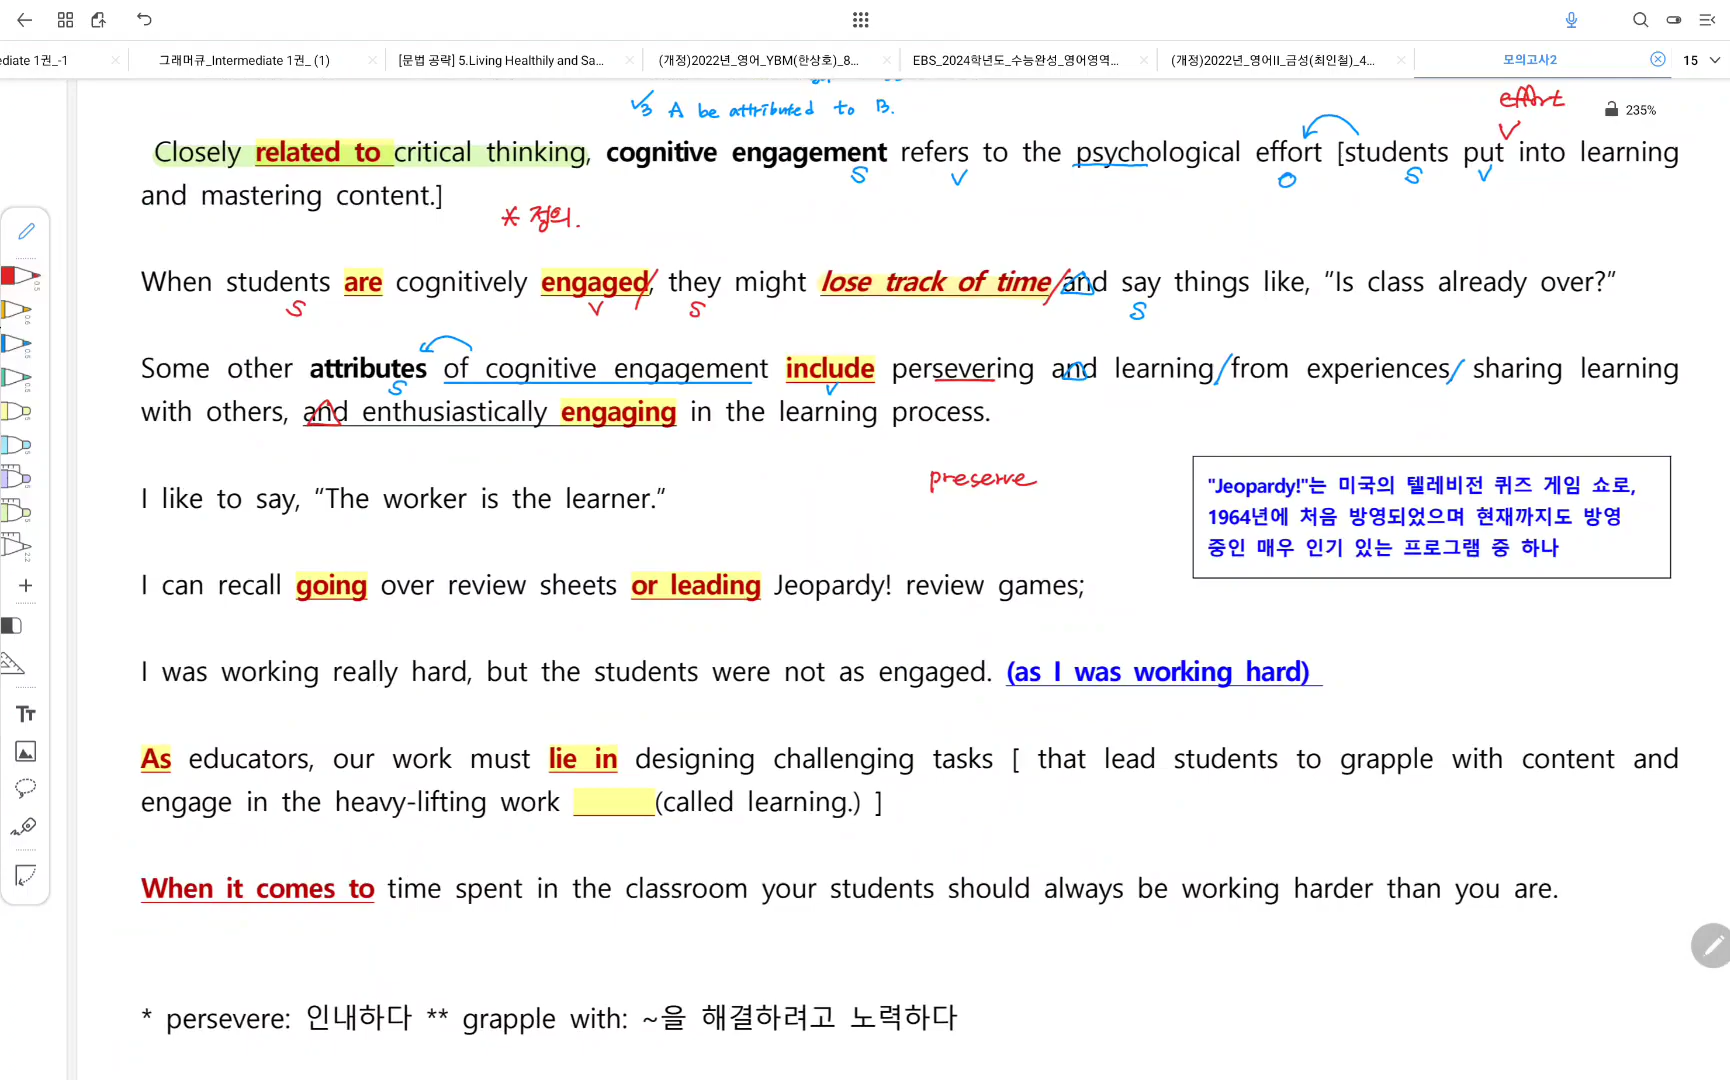 ediate 1권_-1
그래머큐_Intermediate 1권_ (1)
[문법 공략] 5.Living Healthily and Sa...
(개정)2022년_영어_YBM(한상호)_8...
EBS_2024학년도_수능완성_영어영역...
(개정)2022년_영어II_금성(최인철)_4...
모의고사2
15
235%
3 A be attributed to B.
effort
V
Closely related to critical thinking, cognitive engagement refers to the psychological effort [students put into learning
S V O S V
and mastering content.]
* 정의.
When students are cognitively engaged, they might lose track of time and say things like, “Is class already over?”
S V S S
Some other attributes of cognitive engagement include persevering and learning from experiences, sharing learning
S V
with others, and enthusiastically engaging in the learning process.
preserve
"Jeopardy!"는 미국의 텔레비전 퀴즈 게임 쇼로,
1964년에 처음 방영되었으며 현재까지도 방영
중인 매우 인기 있는 프로그램 중 하나
I like to say, “The worker is the learner.”
I can recall going over review sheets or leading Jeopardy! review games;
I was working really hard, but the students were not as engaged. (as I was working hard)
As educators, our work must lie in designing challenging tasks [ that lead students to grapple with content and
engage in the heavy-lifting work (called learning.) ]
When it comes to time spent in the classroom your students should always be working harder than you are.
* persevere: 인내하다 ** grapple with: ~을 해결하려고 노력하다
Tt